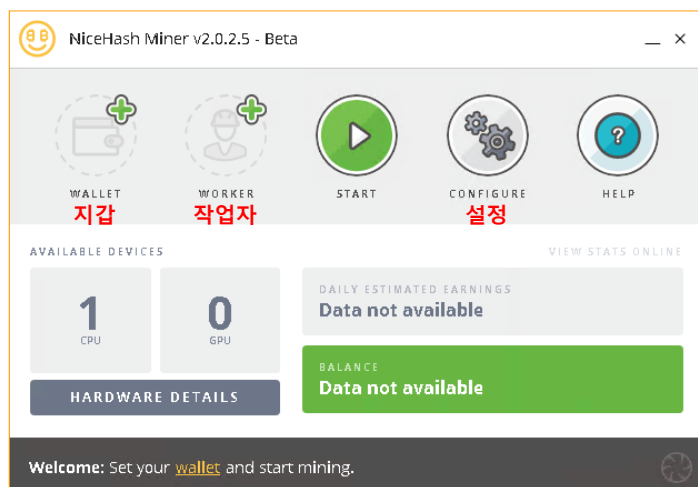 NiceHash Miner v2.0.2.5 - Beta
WALLET
지갑
WORKER
작업자
START
CONFIGURE
설정
HELP
AVAILABLE DEVICES
VIEW STATS ONLINE
1
CPU
0
GPU
HARDWARE DETAILS
DAILY ESTIMATED EARNINGS
Data not available
BALANCE
Data not available
Welcome: Set your wallet and start mining.